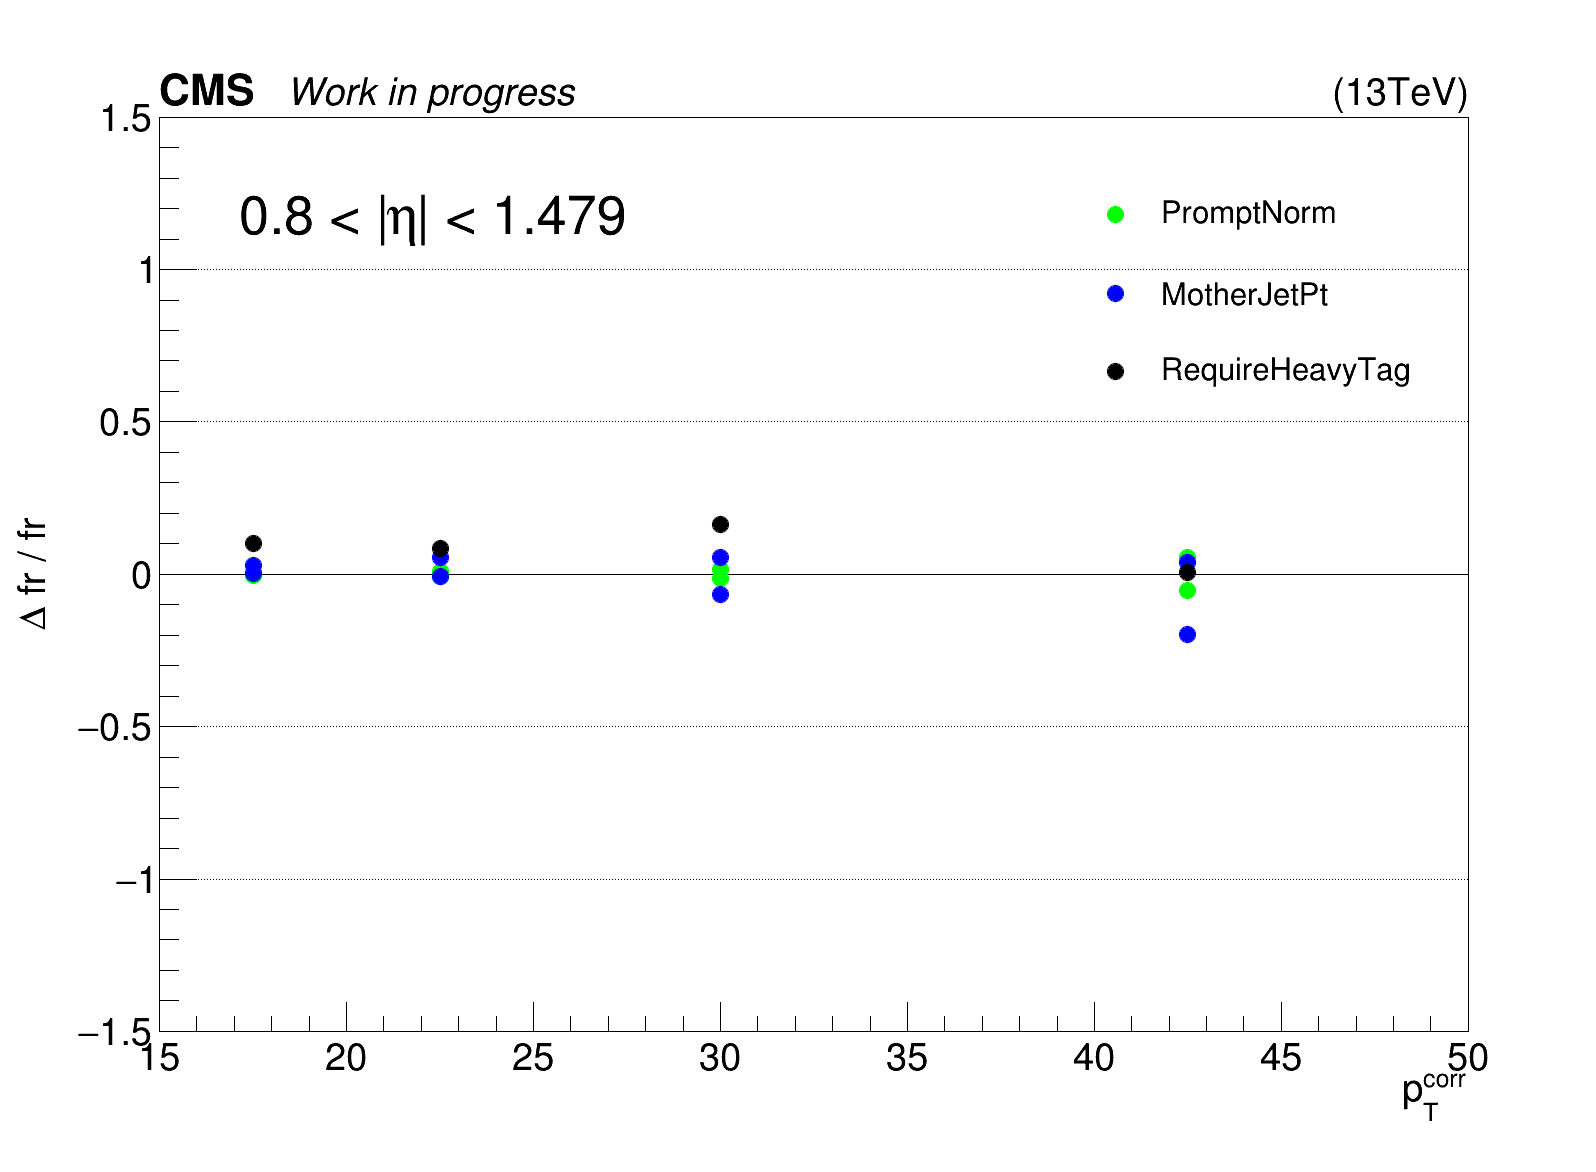 CMS Work in progress (13TeV)
0.8 < |η| < 1.479
PromptNorm
MotherJetPt
RequireHeavyTag
1.5
1
0.5
0
−0.5
−1
−1.5
Δ fr / fr
15 20 25 30 35 40 45 50
p_T^corr